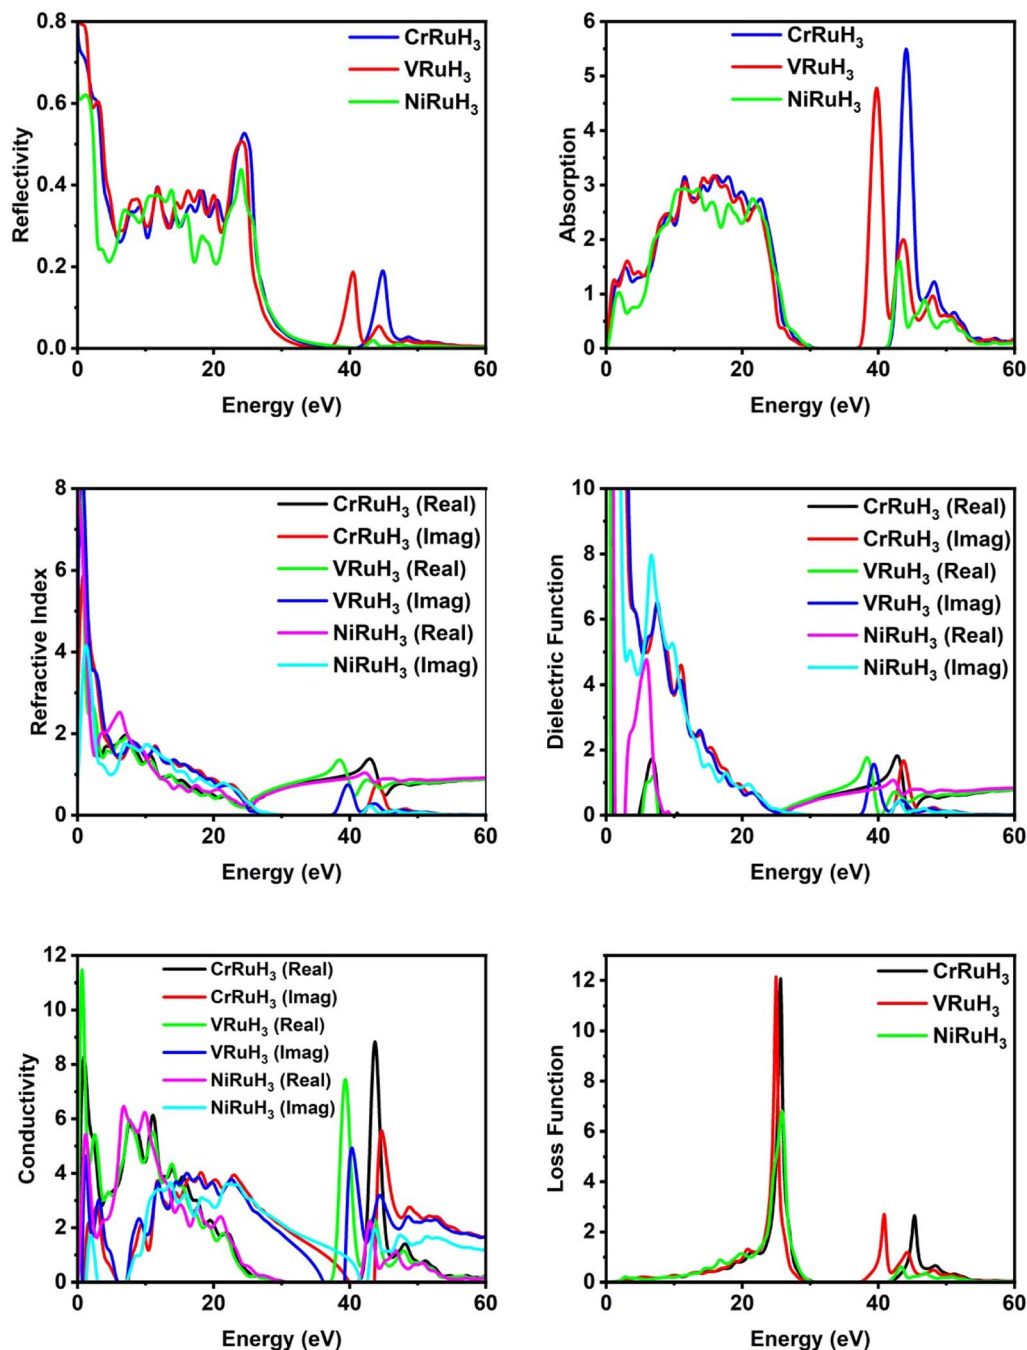 0.8
0.6
0.4
0.2
0.0
Reflectivity
CrRuH₃
VRuH₃
NiRuH₃
0
20
40
60
Energy (eV)
6
5
4
3
2
1
0
Absorption
CrRuH₃
VRuH₃
NiRuH₃
0
20
40
60
Energy (eV)
8
6
4
2
0
Refractive Index
CrRuH₃ (Real)
CrRuH₃ (Imag)
VRuH₃ (Real)
VRuH₃ (Imag)
NiRuH₃ (Real)
NiRuH₃ (Imag)
0
20
40
60
Energy (eV)
10
8
6
4
2
0
Dielectric Function
CrRuH₃ (Real)
CrRuH₃ (Imag)
VRuH₃ (Real)
VRuH₃ (Imag)
NiRuH₃ (Real)
NiRuH₃ (Imag)
0
20
40
60
Energy (eV)
12
10
8
6
4
2
0
Conductivity
CrRuH₃ (Real)
CrRuH₃ (Imag)
VRuH₃ (Real)
VRuH₃ (Imag)
NiRuH₃ (Real)
NiRuH₃ (Imag)
0
20
40
60
Energy (eV)
12
10
8
6
4
2
0
Loss Function
CrRuH₃
VRuH₃
NiRuH₃
0
20
40
60
Energy (eV)